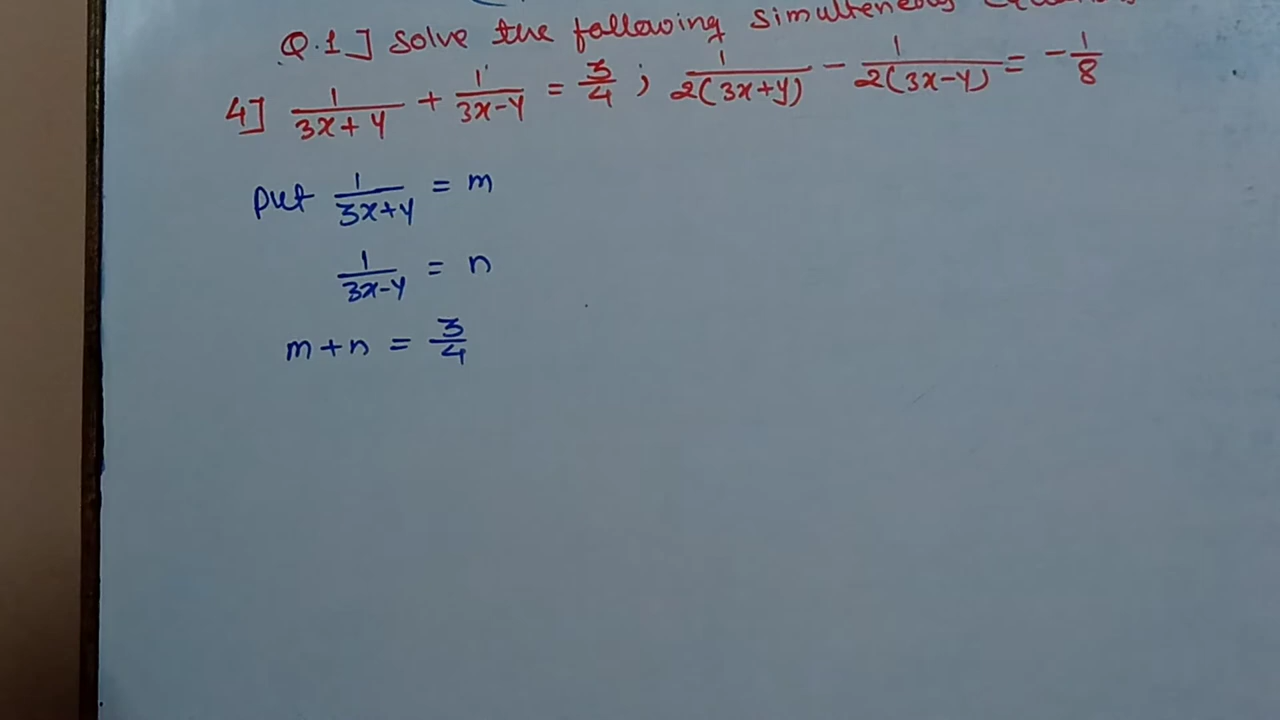 Q.1] Solve the following simulteneous
4] 1/(3x+y) + 1/(3x-y) = 3/4 ; 1/(2(3x+y)) - 1/(2(3x-y)) = -1/8
put 1/(3x+y) = m
1/(3x-y) = n
m+n = 3/4